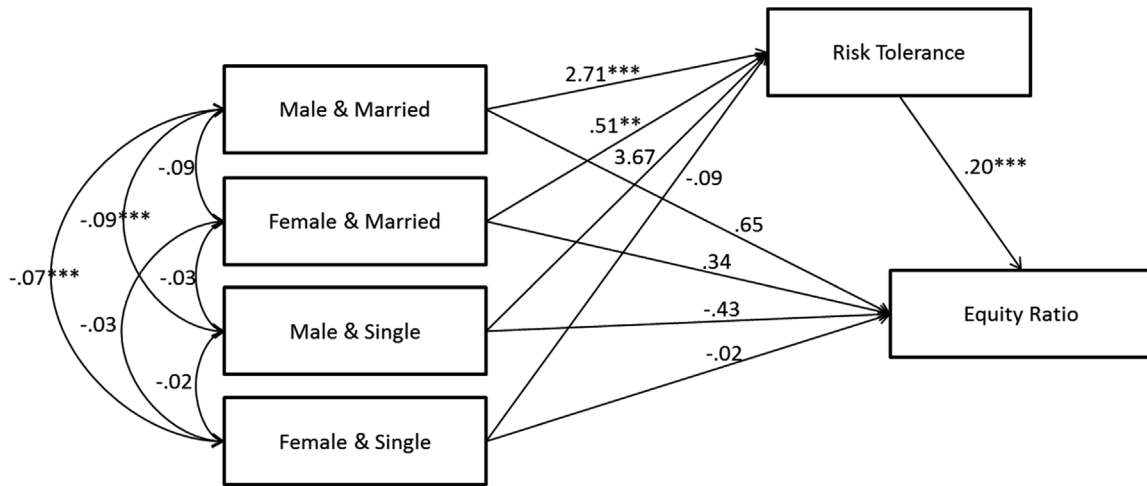 Risk Tolerance
Male & Married
2.71***
.51**
3.67
-.09
-.09
.20***
Female & Married
-.09***
.65
-.07***
-.03
.34
Equity Ratio
-.03
Male & Single
-.43
-.02
-.02
Female & Single